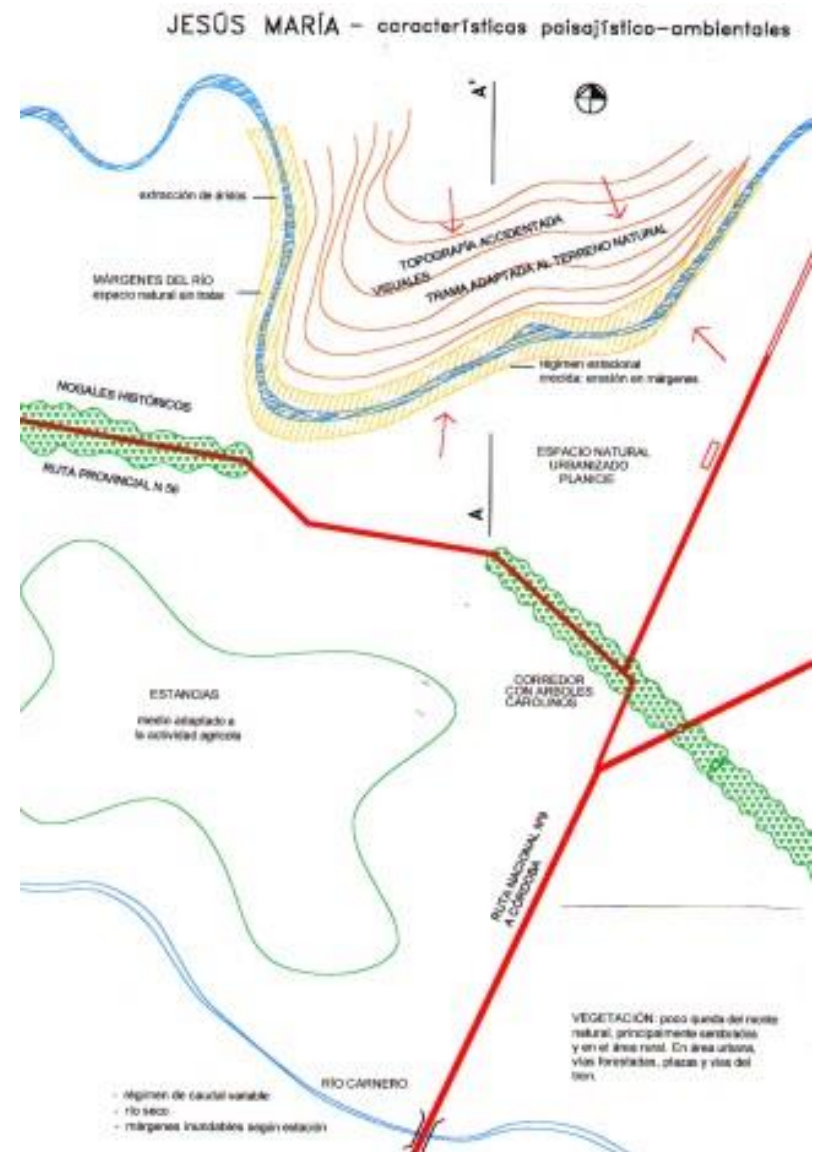 JESÚS MARÍA – características paisajístico–ambientales
A'
extracción de áridos
TOPOGRAFÍA ACCIDENTADA
VISUALES
TRAMA ADAPTADA AL TERRENO NATURAL
MÁRGENES DEL RÍO
espacio natural sin tratar
régimen estacional
crecida: erosión en márgenes
NOGALES HISTÓRICOS
RUTA PROVINCIAL N 56
ESPACIO NATURAL
URBANIZADO
PLANICIE
A
CORREDOR
CON ARBOLES
CAROLINOS
ESTANCIAS
medio adaptado a
la actividad agrícola
RUTA NACIONAL Nº9
A CÓRDOBA
VEGETACIÓN: poco queda del monte
natural, principalmente sembradíos
y en el área rural. En área urbana,
vías forestadas, plazas y vías del
tren.
RÍO CARNERO
- régimen de caudal variable
- río seco
- márgenes inundables según estación